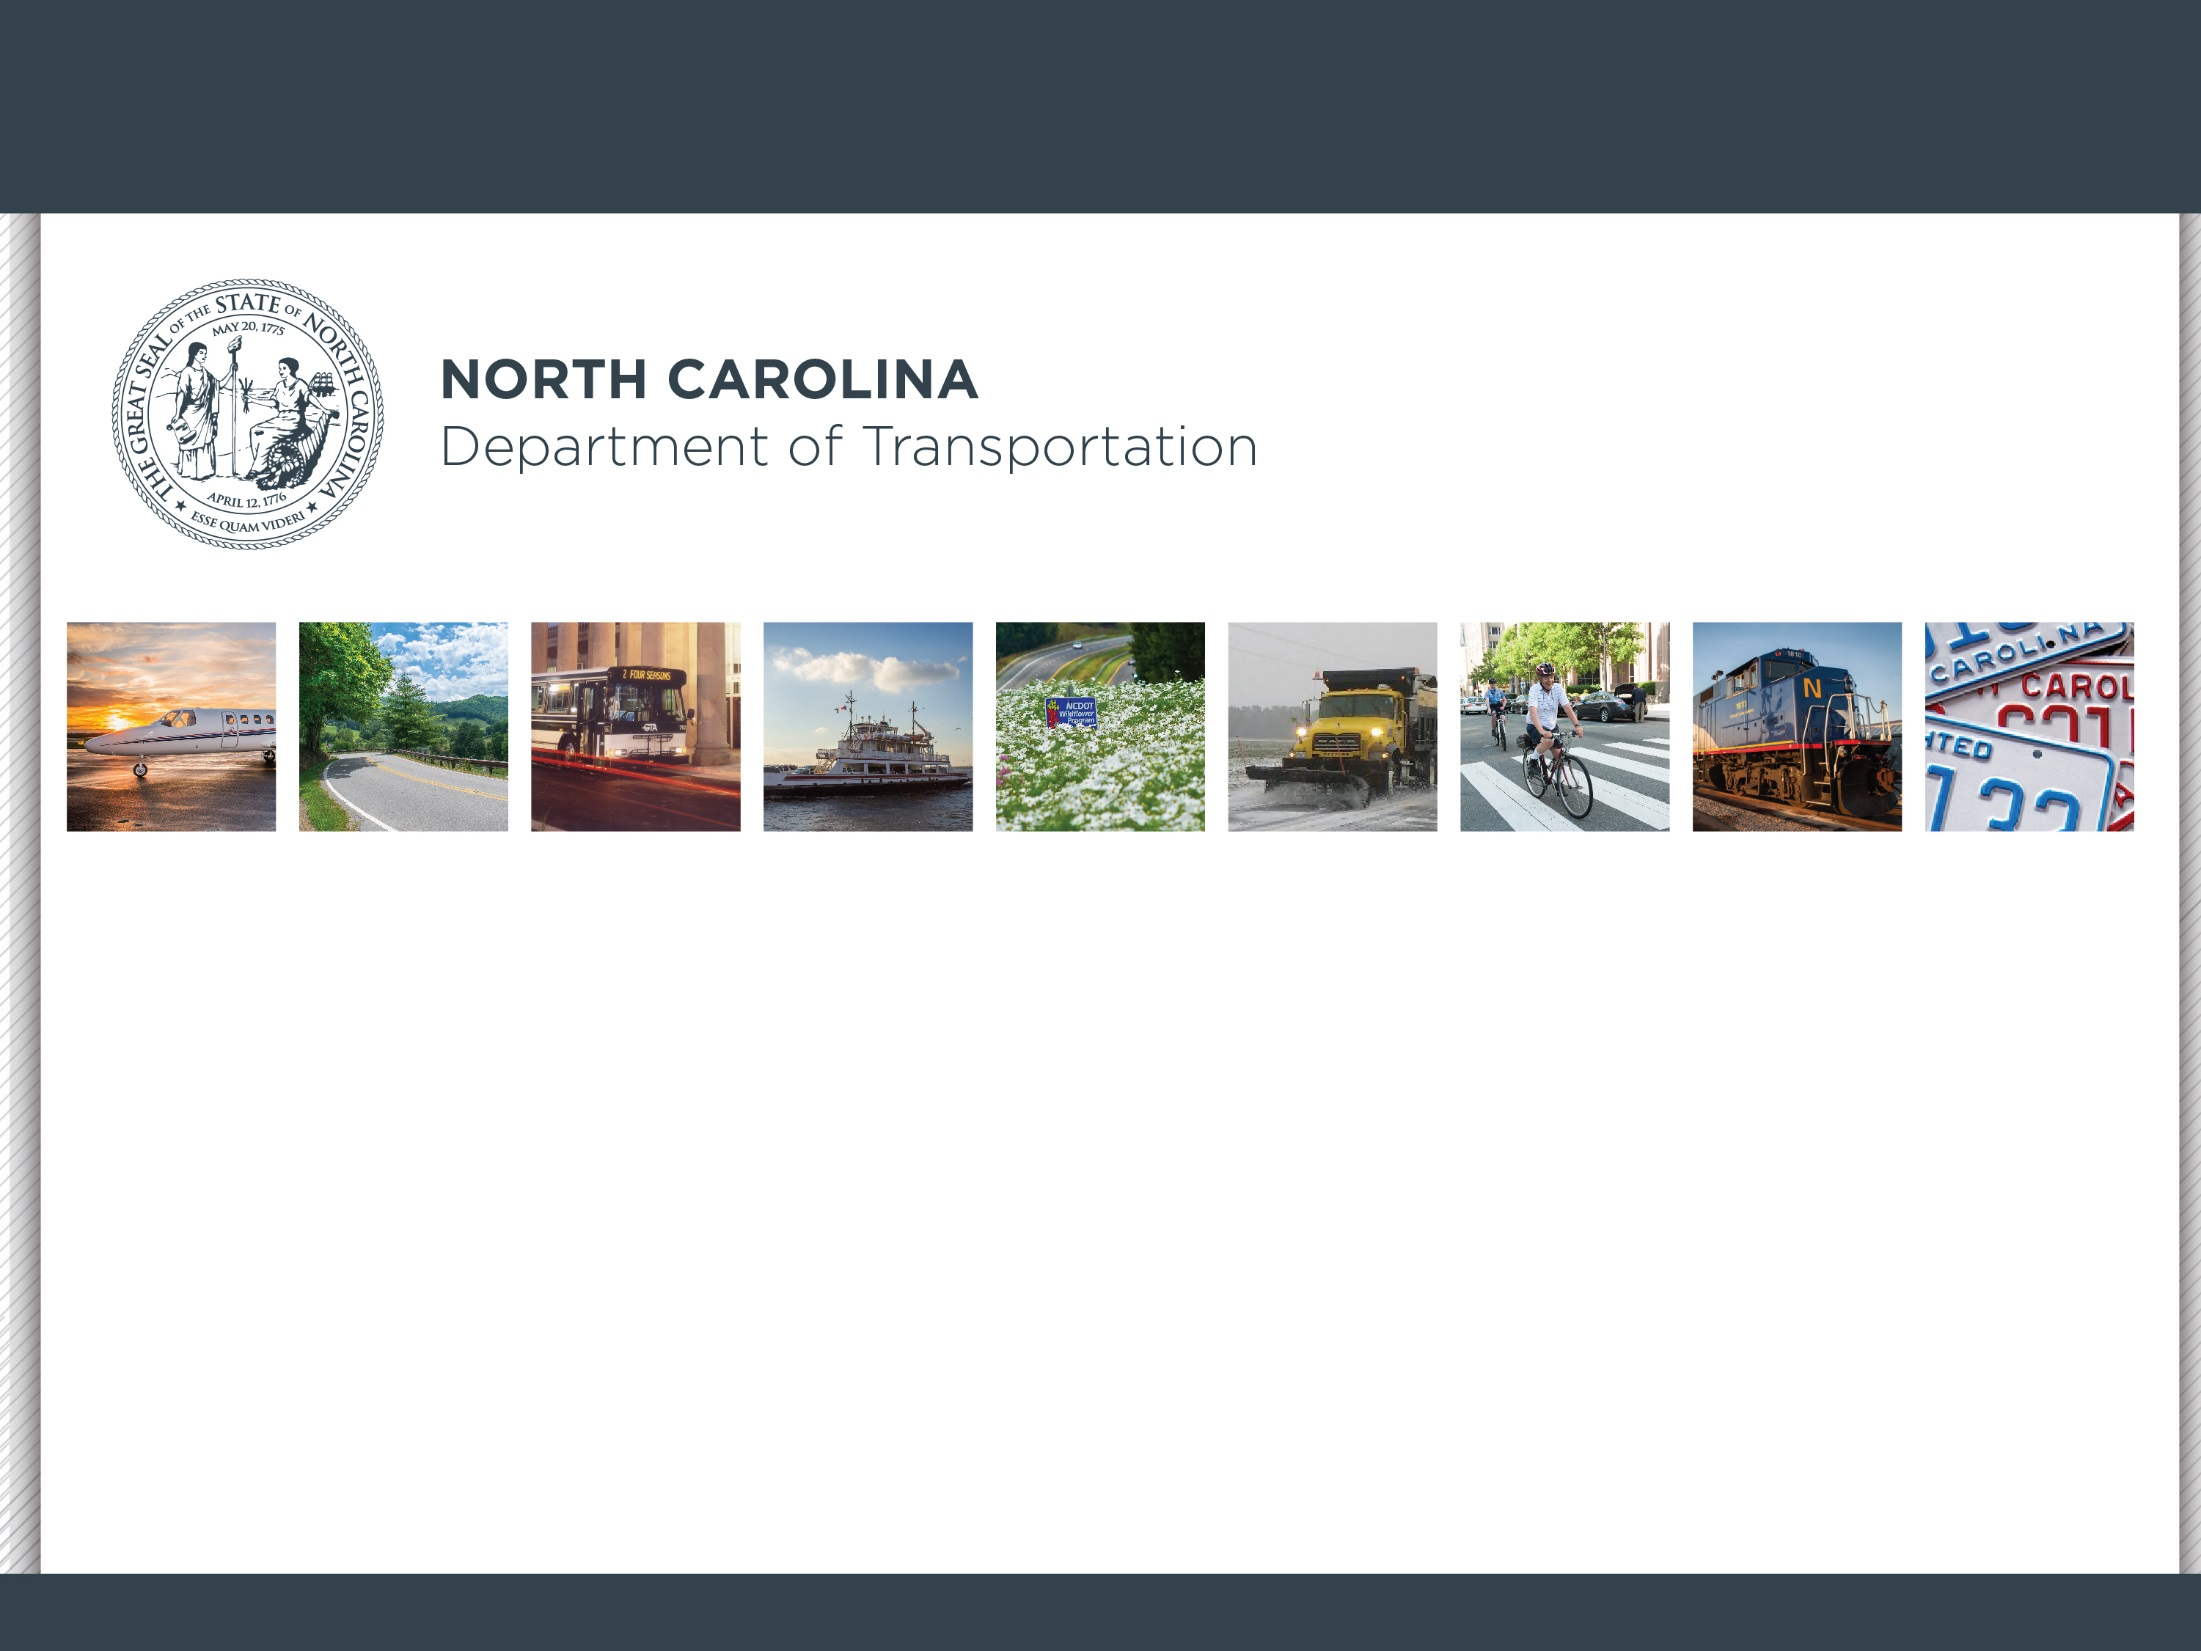 THE GREAT SEAL OF THE STATE OF NORTH CAROLINA
MAY 20, 1775
APRIL 12, 1776
★ ESSE QUAM VIDERI ★
NORTH CAROLINA
Department of Transportation
2 FOUR SEASONS
NCDOT
Wildflower
Program
N
CAROLINA
CAROL